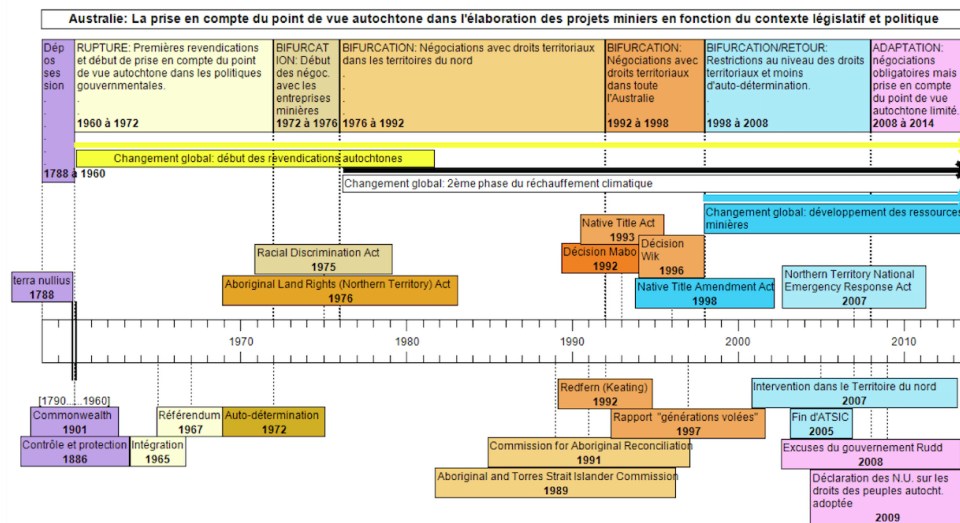 Australie: La prise en compte du point de vue autochtone dans l'élaboration des projets miniers en fonction du contexte législatif et politique
Dép
os
ses
sion
.
.
.
.
.
1788 à 1960
RUPTURE: Premières revendications
et début de prise en compte du point
de vue autochtone dans les politiques
gouvernmentales.
.
.
1960 à 1972
BIFURCAT
ION: Début
des négoc.
avec les
entreprises
minières
1972 à 1976
BIFURCATION: Négociations avec droits territoriaux
dans les territoires du nord
.
.
.
.
1976 à 1992
BIFURCATION:
Négociations avec
droits territoriaux
dans toute
l'Australie
.
1992 à 1998
BIFURCATION/RETOUR:
Restrictions au niveau des droits
territoriaux et moins
d'auto-détermination.
.
.
1998 à 2008
ADAPTATION:
négociations
obligatoires mais
prise en compte
du point de vue
autochtone limité.
2008 à 2014
Changement global: début des revendications autochtones
Changement global: 2ème phase du réchauffement climatique
Changement global: développement des ressources
minières
terra nullius
1788
Racial Discrimination Act
1975
Aboriginal Land Rights (Northern Territory) Act
1976
Native Title Act
1993
Décision Mabo
1992
Décision
Wik
1996
Native Title Amendment Act
1998
Northern Territory National
Emergency Response Act
2007
1970
1980
1990
2000
2010
[1790.....1960]
Commonwealth
1901
Contrôle et protection
1886
Intégration
1965
Référendum
1967
Auto-détermination
1972
Redfern (Keating)
1992
Rapport "générations volées"
1997
Commission for Aboriginal Reconciliation
1991
Aboriginal and Torres Strait Islander Commission
1989
Intervention dans le Territoire du nord
2007
Fin d'ATSIC
2005
Excuses du gouvernement Rudd
2008
Déclaration des N.U. sur les
droits des peuples autocht.
adoptée
2009